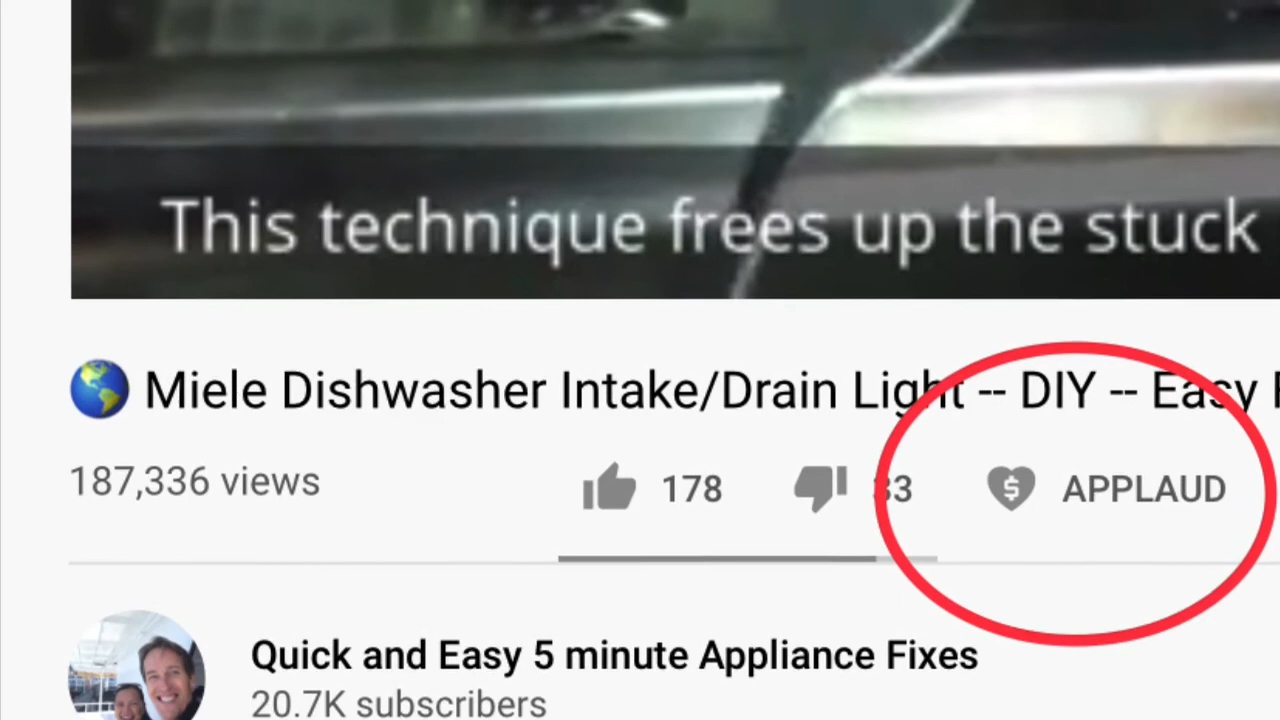 This technique frees up the stuck
Miele Dishwasher Intake/Drain Light -- DIY -- Easy
187,336 views
178
33
$ APPLAUD
Quick and Easy 5 minute Appliance Fixes
20.7K subscribers